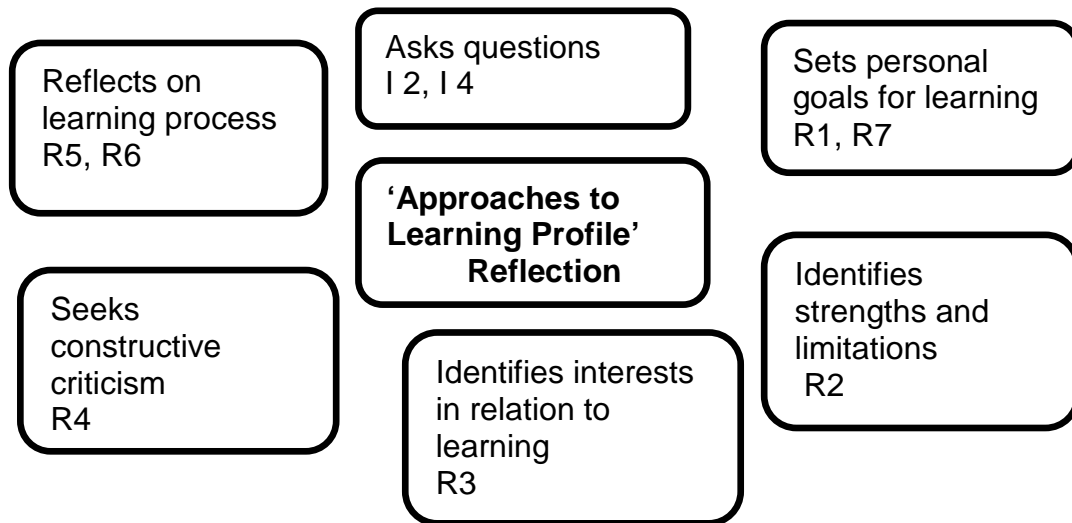 Asks questions
I 2, I 4
Reflects on
learning process
R5, R6
Sets personal
goals for learning
R1, R7
‘Approaches to
Learning Profile’
Reflection
Seeks
constructive
criticism
R4
Identifies interests
in relation to
learning
R3
Identifies
strengths and
limitations
R2